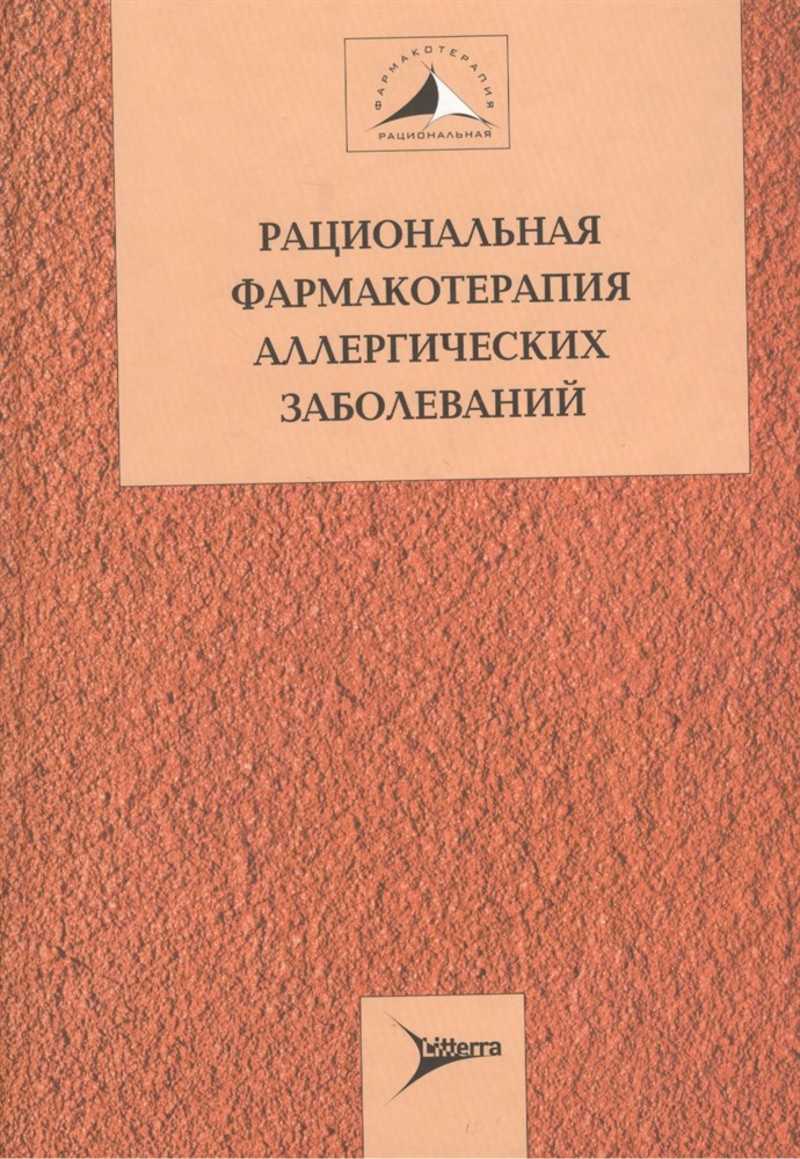 ФАРМАКОТЕРАПИЯ
РАЦИОНАЛЬНАЯ
РАЦИОНАЛЬНАЯ
ФАРМАКОТЕРАПИЯ
АЛЛЕРГИЧЕСКИХ
ЗАБОЛЕВАНИЙ
Litterra